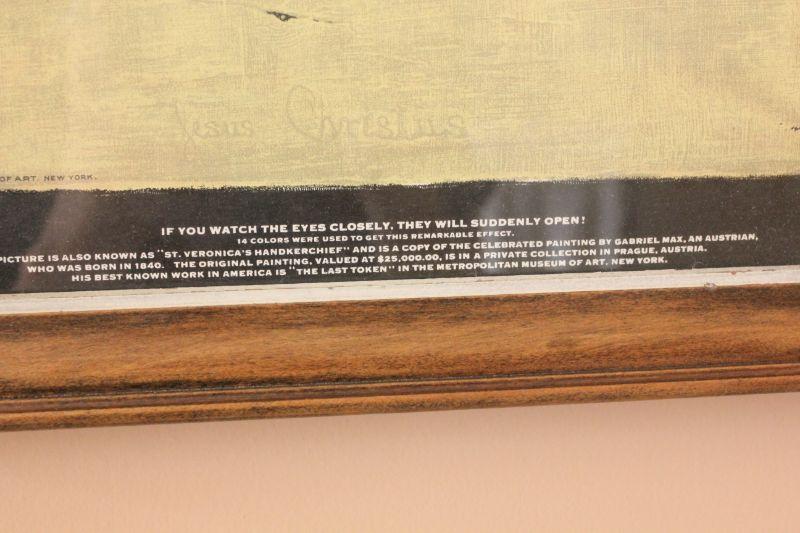 Jesus Christus
OF ART. NEW YORK.
IF YOU WATCH THE EYES CLOSELY, THEY WILL SUDDENLY OPEN!
14 COLORS WERE USED TO GET THIS REMARKABLE EFFECT.
PICTURE IS ALSO KNOWN AS "ST. VERONICA'S HANDKERCHIEF" AND IS A COPY OF THE CELEBRATED PAINTING BY GABRIEL MAX, AN AUSTRIAN,
WHO WAS BORN IN 1840. THE ORIGINAL PAINTING, VALUED AT $25,000.00, IS IN A PRIVATE COLLECTION IN PRAGUE, AUSTRIA.
HIS BEST KNOWN WORK IN AMERICA IS "THE LAST TOKEN" IN THE METROPOLITAN MUSEUM OF ART, NEW YORK.